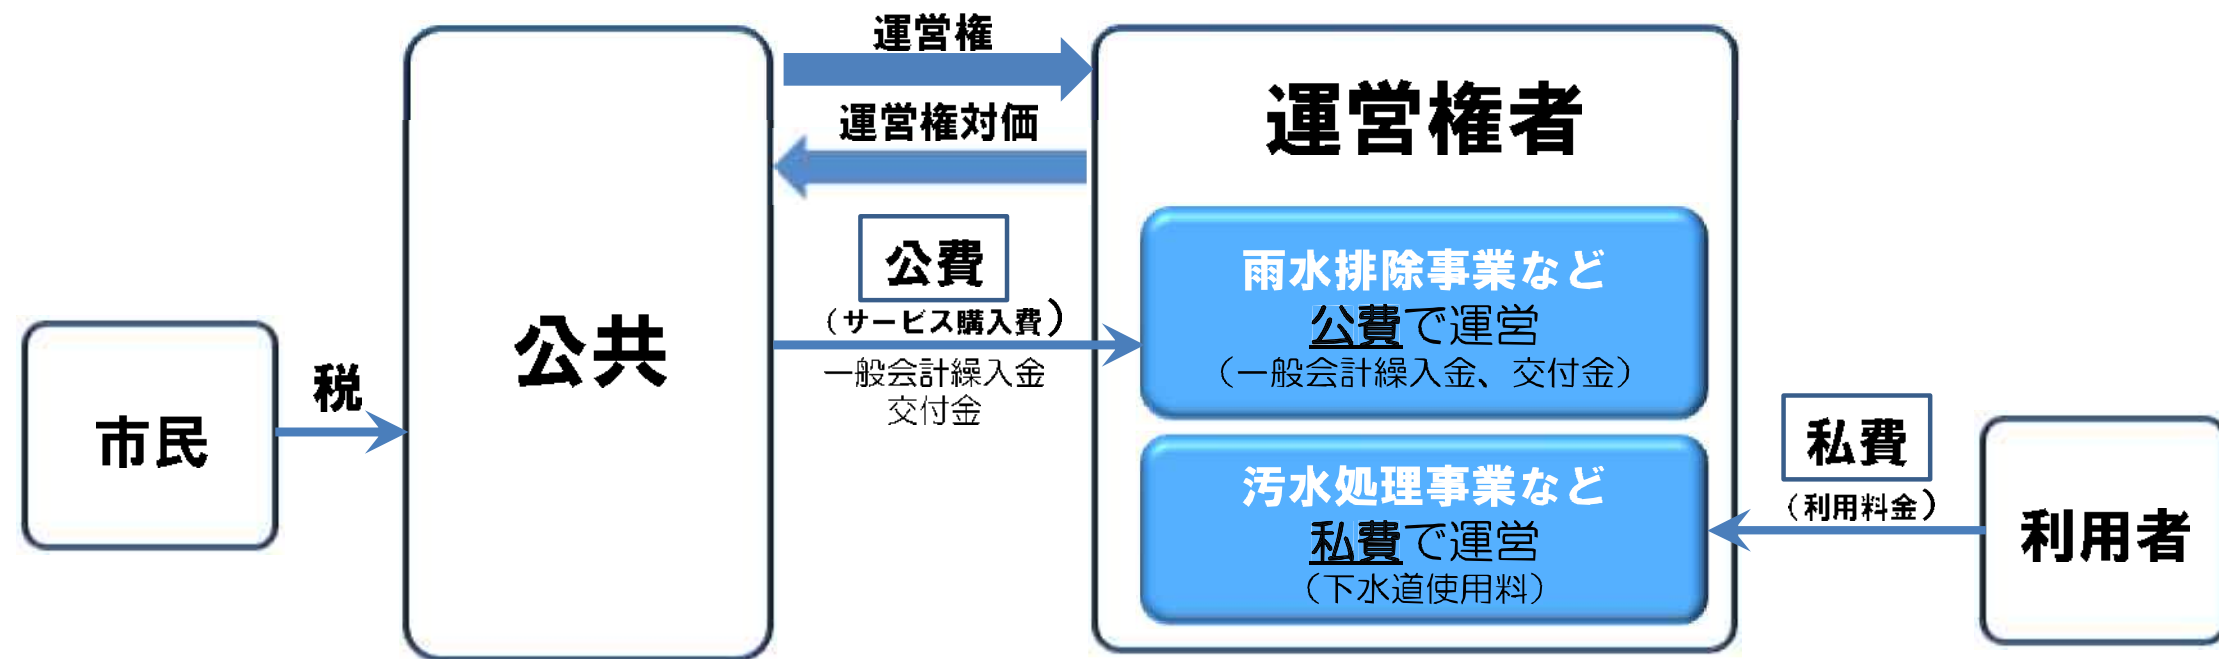 市民
税
公共
運営権
運営権対価
公費
（サービス購入費）
一般会計繰入金
交付金
運営権者
雨水排除事業など
公費で運営
（一般会計繰入金、交付金）
汚水処理事業など
私費で運営
（下水道使用料）
私費
（利用料金）
利用者